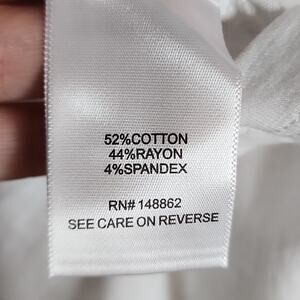 52%COTTON
44%RAYON
4%SPANDEX
RN# 148862
SEE CARE ON REVERSE